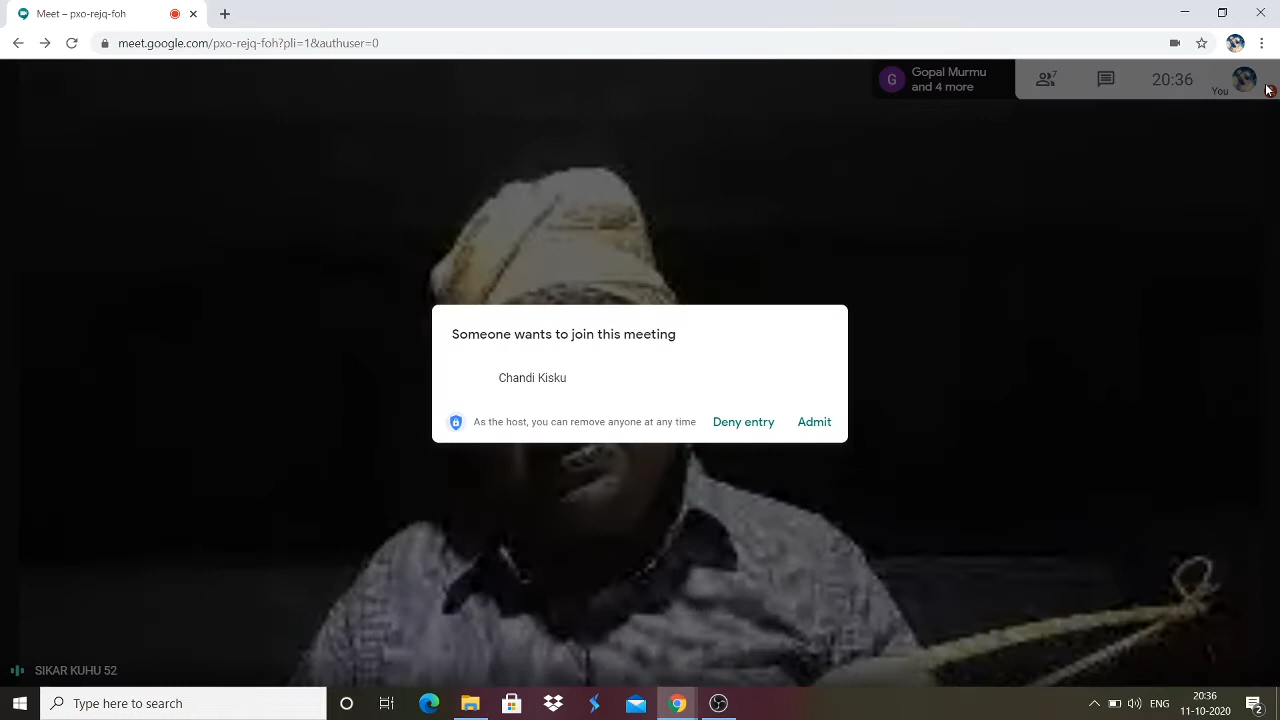 Meet – pxo-rejq-foh
meet.google.com/pxo-rejq-foh?pli=1&authuser=0
G
Gopal Murmu
and 4 more
7
20:36
You
Someone wants to join this meeting
Chandi Kisku
As the host, you can remove anyone at any time
Deny entry
Admit
SIKAR KUHU 52
Type here to search
ENG
20:36
11-10-2020
2